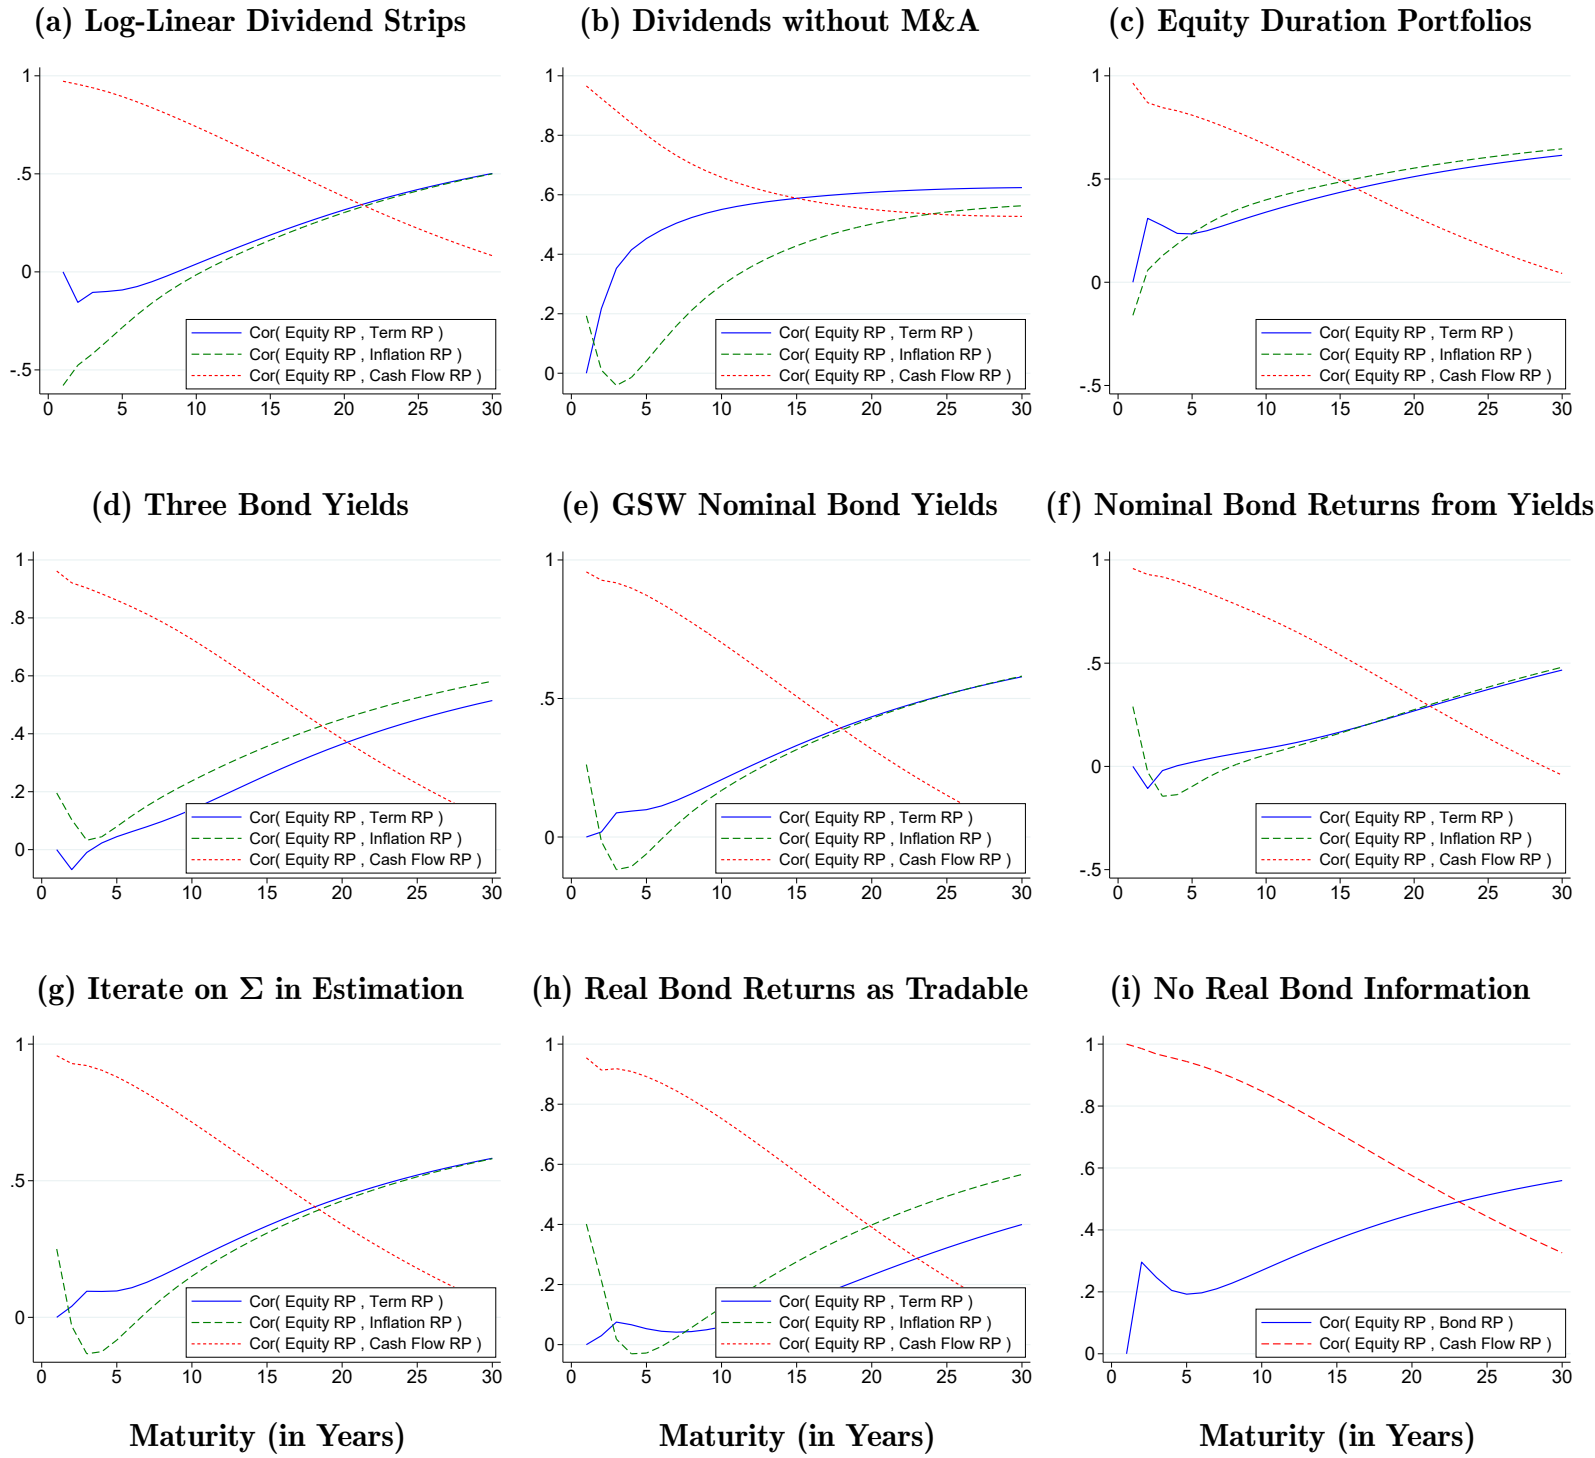 (a) Log-Linear Dividend Strips
1
.5
0
-.5
0 5 10 15 20 25 30
Cor( Equity RP , Term RP )
Cor( Equity RP , Inflation RP )
Cor( Equity RP , Cash Flow RP )
(b) Dividends without M&A
1
.8
.6
.4
.2
0
0 5 10 15 20 25 30
Cor( Equity RP , Term RP )
Cor( Equity RP , Inflation RP )
Cor( Equity RP , Cash Flow RP )
(c) Equity Duration Portfolios
1
.5
0
-.5
0 5 10 15 20 25 30
Cor( Equity RP , Term RP )
Cor( Equity RP , Inflation RP )
Cor( Equity RP , Cash Flow RP )
(d) Three Bond Yields
1
.8
.6
.4
.2
0
0 5 10 15 20 25 30
Cor( Equity RP , Term RP )
Cor( Equity RP , Inflation RP )
Cor( Equity RP , Cash Flow RP )
(e) GSW Nominal Bond Yields
1
.5
0
0 5 10 15 20 25 30
Cor( Equity RP , Term RP )
Cor( Equity RP , Inflation RP )
Cor( Equity RP , Cash Flow RP )
(f) Nominal Bond Returns from Yields
1
.5
0
-.5
0 5 10 15 20 25 30
Cor( Equity RP , Term RP )
Cor( Equity RP , Inflation RP )
Cor( Equity RP , Cash Flow RP )
(g) Iterate on Σ in Estimation
1
.5
0
0 5 10 15 20 25 30
Cor( Equity RP , Term RP )
Cor( Equity RP , Inflation RP )
Cor( Equity RP , Cash Flow RP )
Maturity (in Years)
(h) Real Bond Returns as Tradable
1
.8
.6
.4
.2
0
0 5 10 15 20 25 30
Cor( Equity RP , Term RP )
Cor( Equity RP , Inflation RP )
Cor( Equity RP , Cash Flow RP )
Maturity (in Years)
(i) No Real Bond Information
1
.8
.6
.4
.2
0
0 5 10 15 20 25 30
Cor( Equity RP , Bond RP )
Cor( Equity RP , Cash Flow RP )
Maturity (in Years)